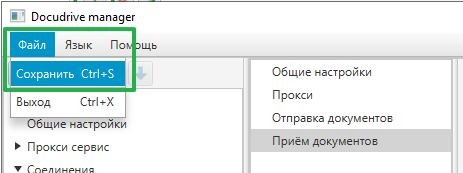 Docudrive manager
Файл Язык Помощь
Сохранить Ctrl+S
Выход Ctrl+X
Общие настройки
Прокси сервис
Соединения
Общие настройки
Прокси
Отправка документов
Приём документов